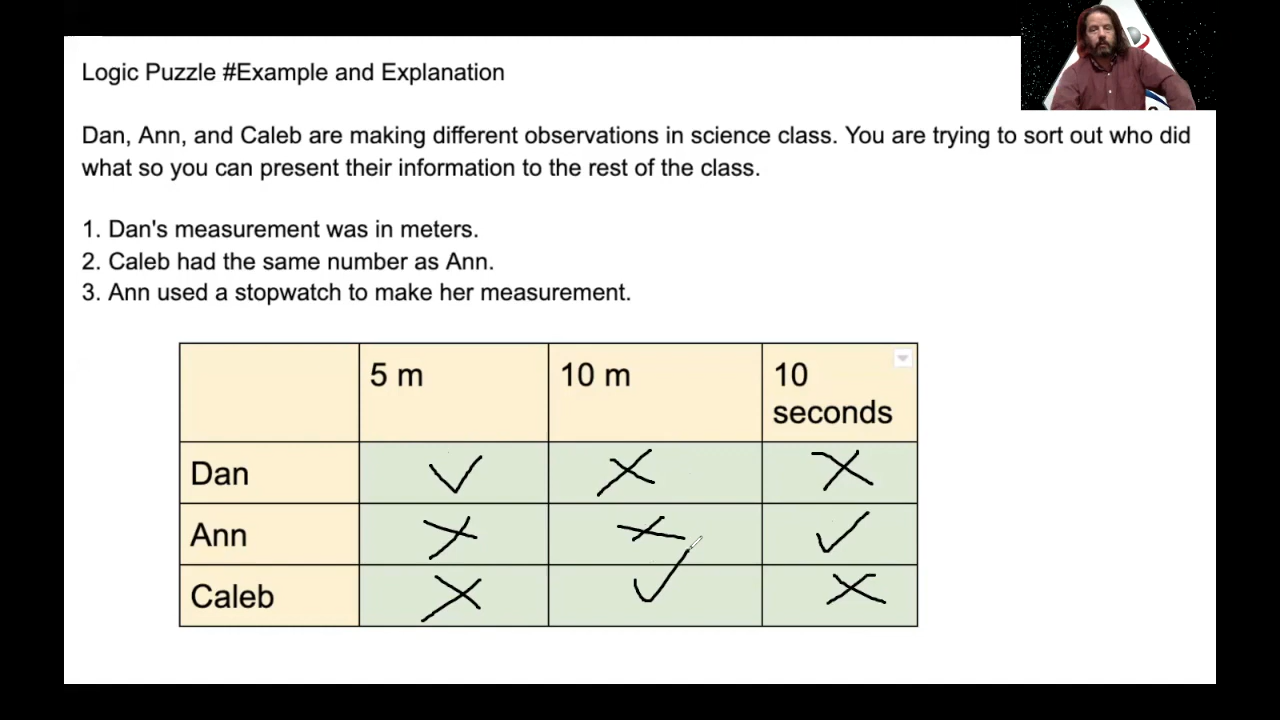 Logic Puzzle #Example and Explanation
Dan, Ann, and Caleb are making different observations in science class. You are trying to sort out who did
what so you can present their information to the rest of the class.
1. Dan's measurement was in meters.
2. Caleb had the same number as Ann.
3. Ann used a stopwatch to make her measurement.
5 m
10 m
10
seconds
Dan
Ann
Caleb